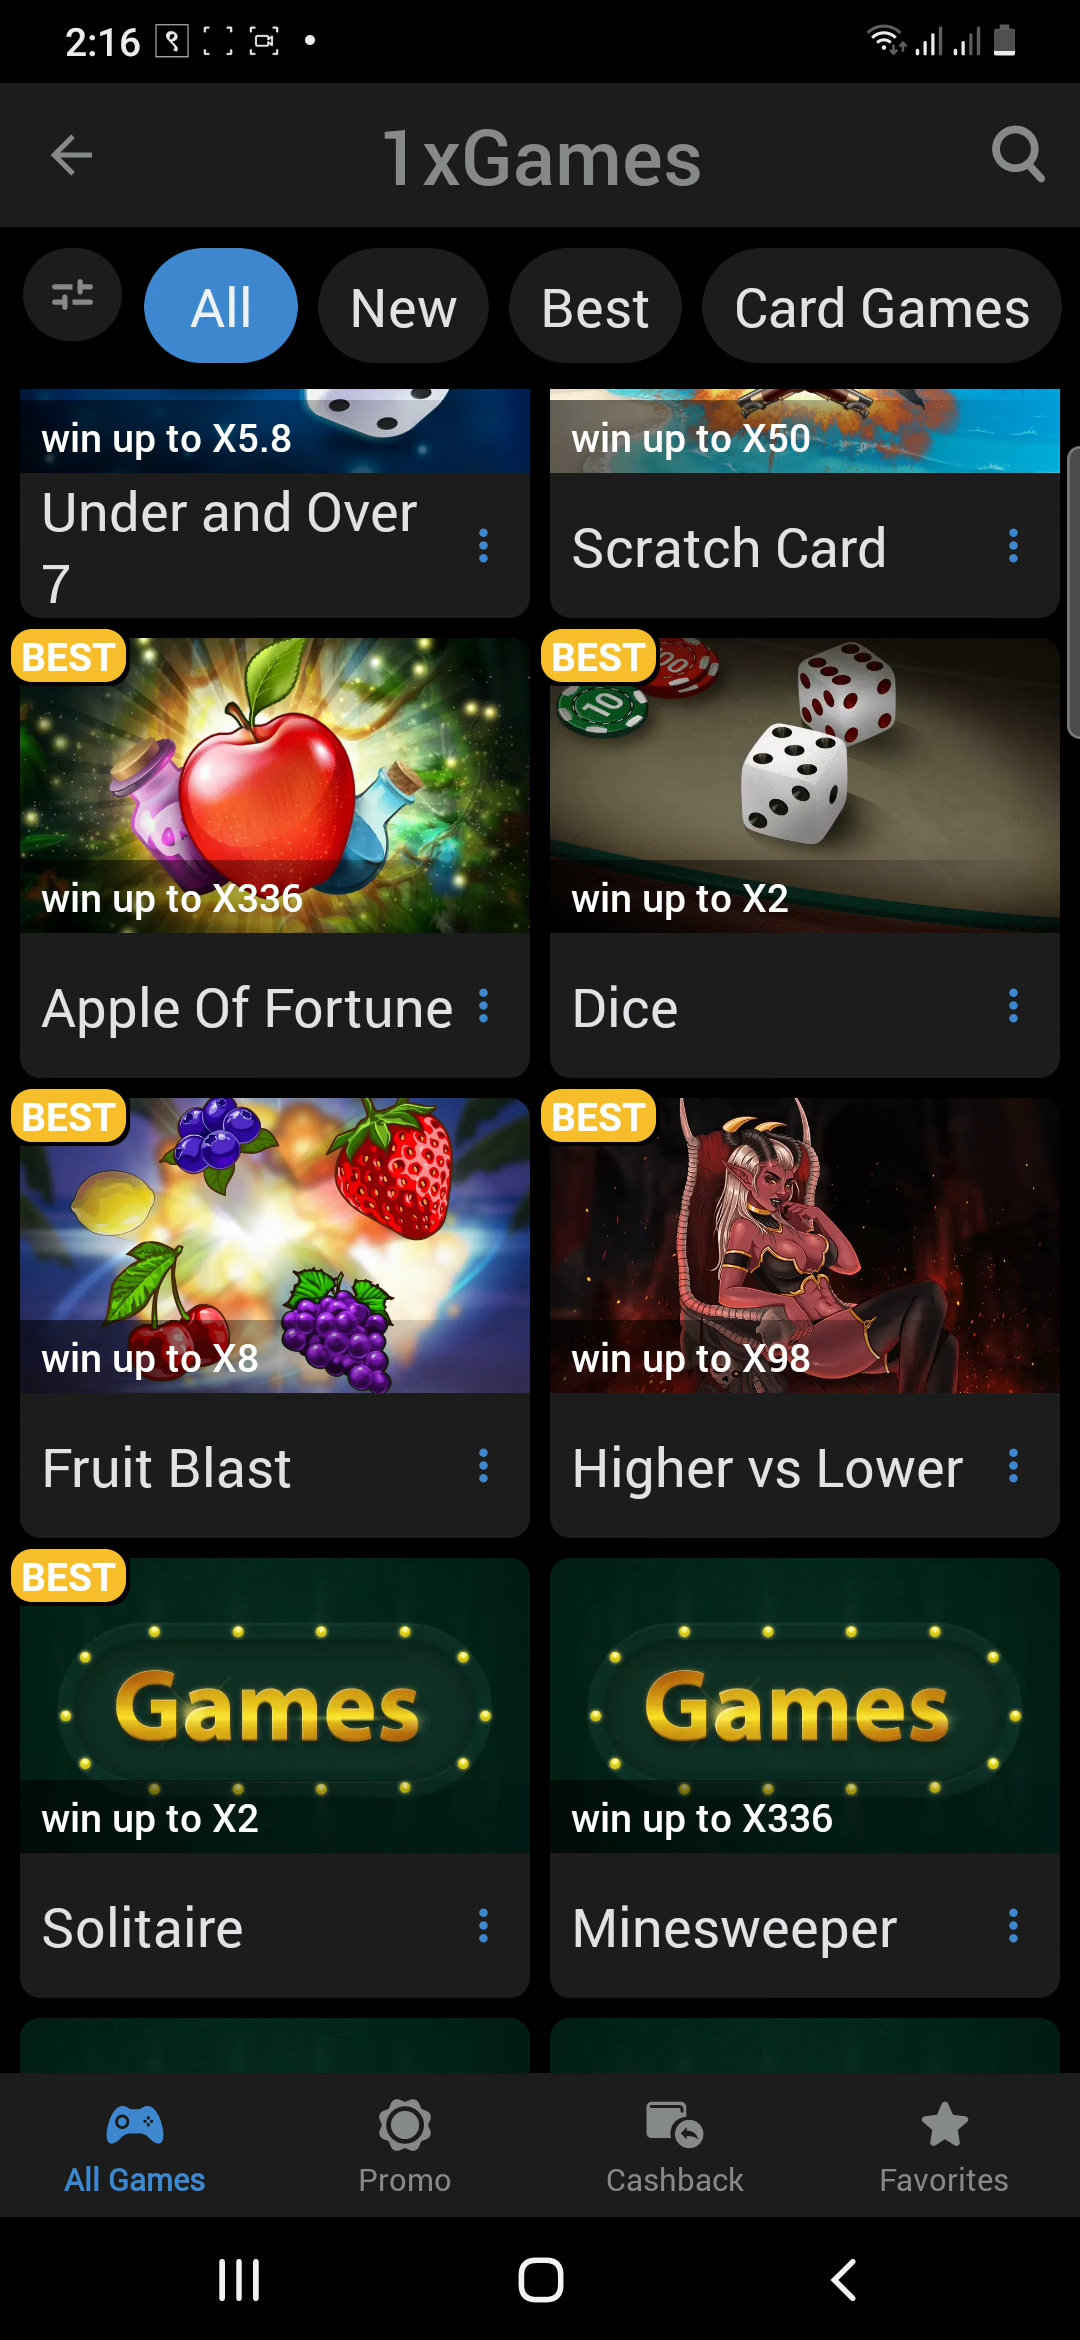 2:16
1xGames
All
New
Best
Card Games
win up to X5.8
win up to X50
Under and Over
7
Scratch Card
BEST
BEST
10
win up to X336
win up to X2
Apple Of Fortune
Dice
BEST
BEST
win up to X8
win up to X98
Fruit Blast
Higher vs Lower
BEST
Games
Games
win up to X2
win up to X336
Solitaire
Minesweeper
All Games
Promo
Cashback
Favorites